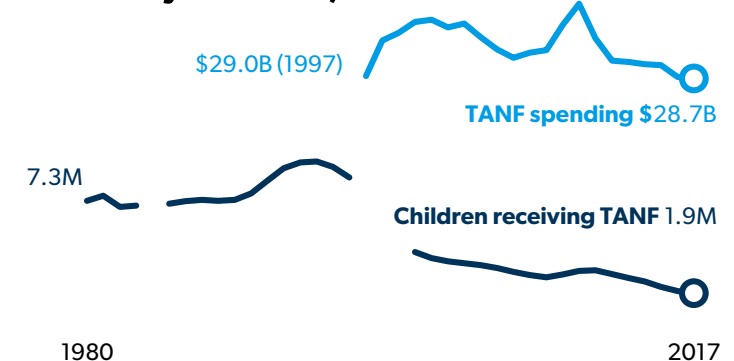 $29.0B (1997)
TANF spending $28.7B
7.3M
Children receiving TANF 1.9M
1980
2017